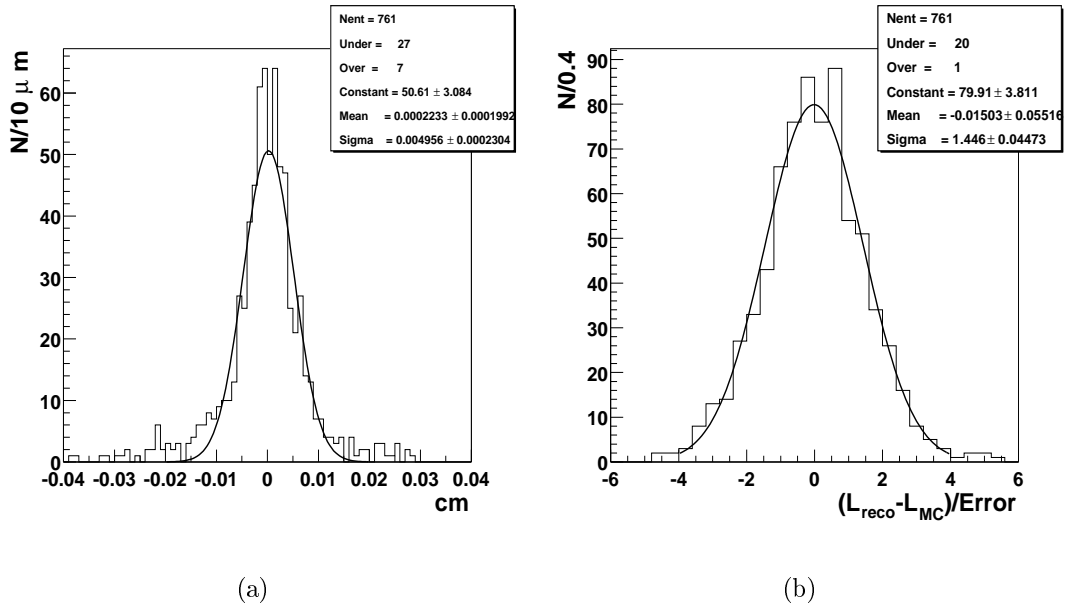 Nent = 761
Under = 27
Over = 7
Constant = 50.61 ± 3.084
Mean = 0.0002233 ± 0.0001992
Sigma = 0.004956 ± 0.0002304
N/10 μ m
60
50
40
30
20
10
0
-0.04 -0.03 -0.02 -0.01 0 0.01 0.02 0.03 0.04
cm
(a)
Nent = 761
Under = 20
Over = 1
Constant = 79.91 ± 3.811
Mean = -0.01503 ± 0.05516
Sigma = 1.446 ± 0.04473
N/0.4
90
80
70
60
50
40
30
20
10
0
-6 -4 -2 0 2 4 6
(L_reco-L_MC)/Error
(b)